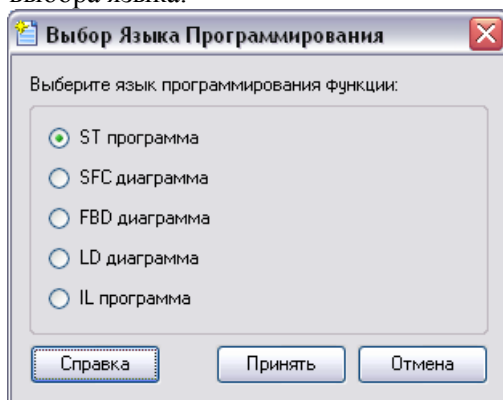 выбора языка.
Выбор Языка Программирования
Выберите язык программирования функции:
ST программа
SFC диаграмма
FBD диаграмма
LD диаграмма
IL программа
Справка Принять Отмена